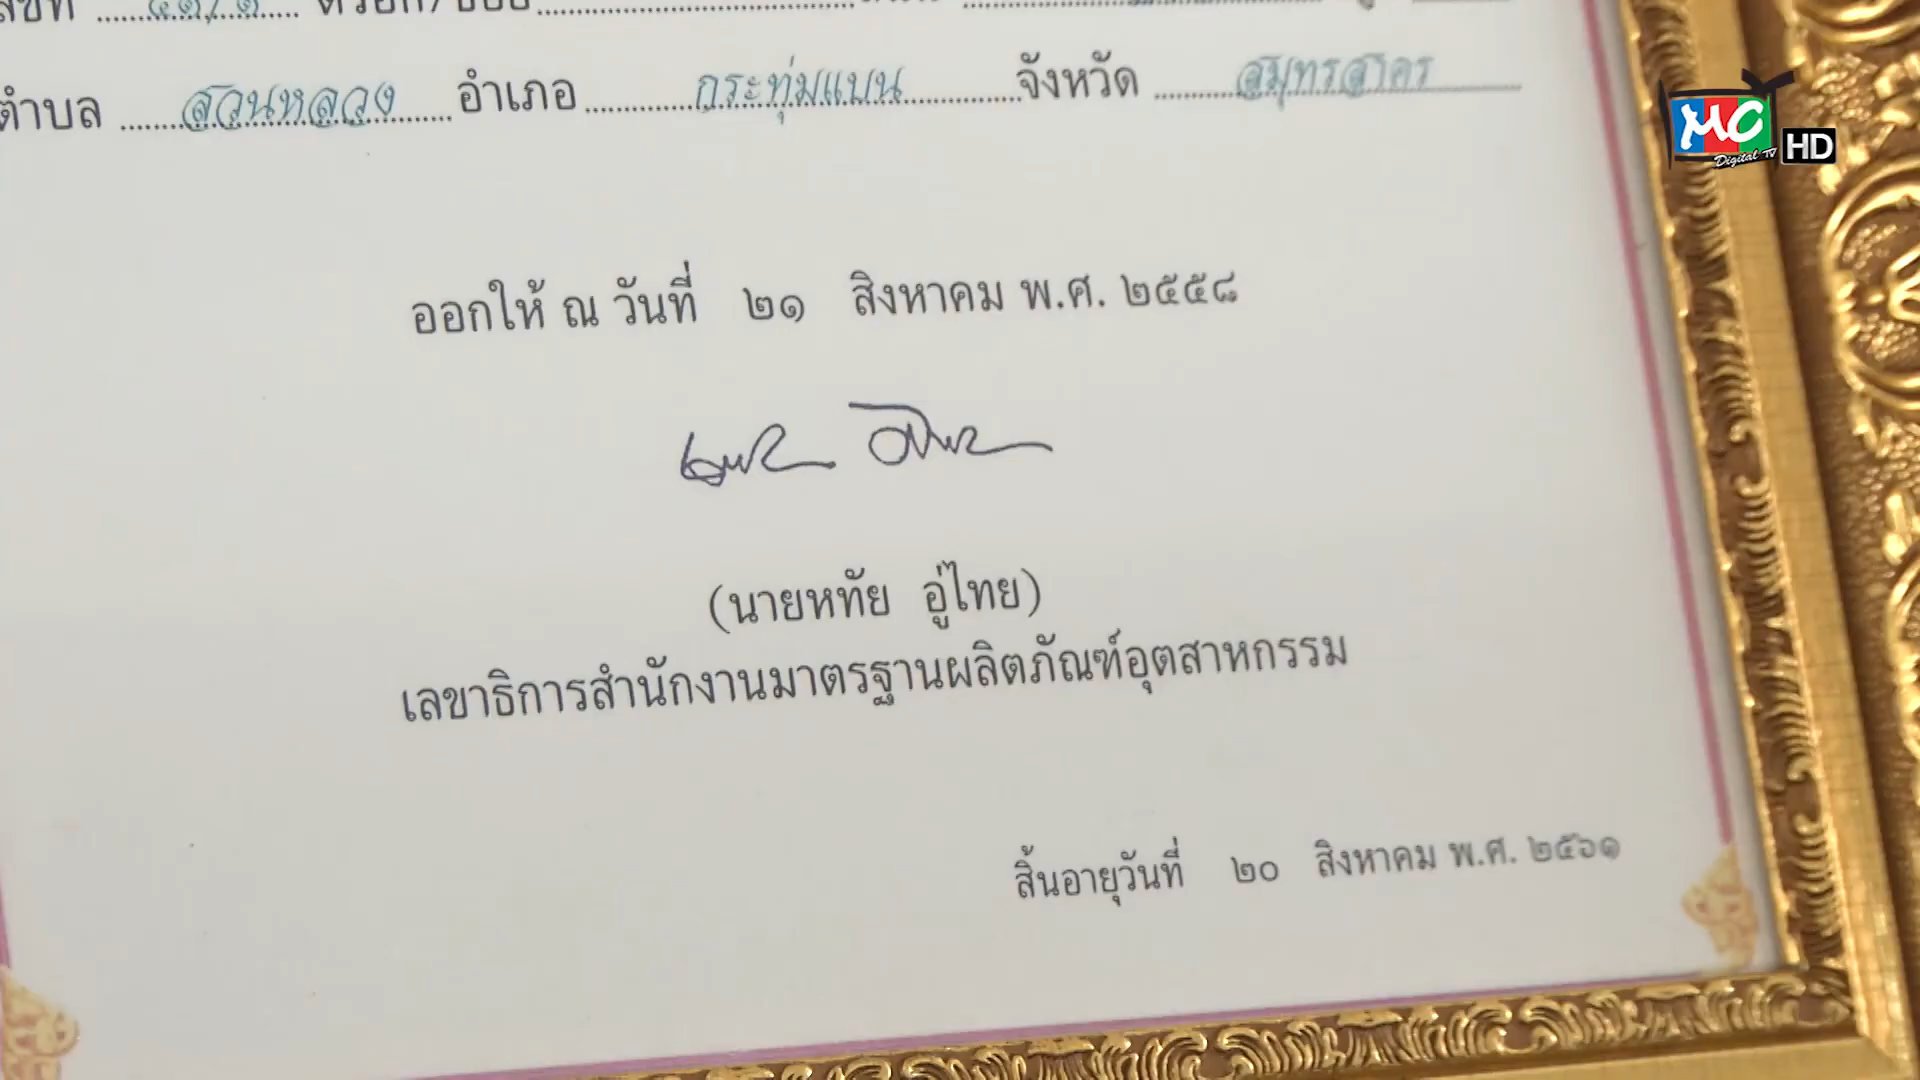 ตำบล สวนหลวง อำเภอ กระทุ่มแบน จังหวัด สมุทรสาคร
MC
Digital TV
HD
ออกให้ ณ วันที่ ๒๑ สิงหาคม พ.ศ. ๒๕๕๘
(นายหทัย อู่ไทย)
เลขาธิการสำนักงานมาตรฐานผลิตภัณฑ์อุตสาหกรรม
สิ้นอายุวันที่ ๒๐ สิงหาคม พ.ศ. ๒๕๖๑